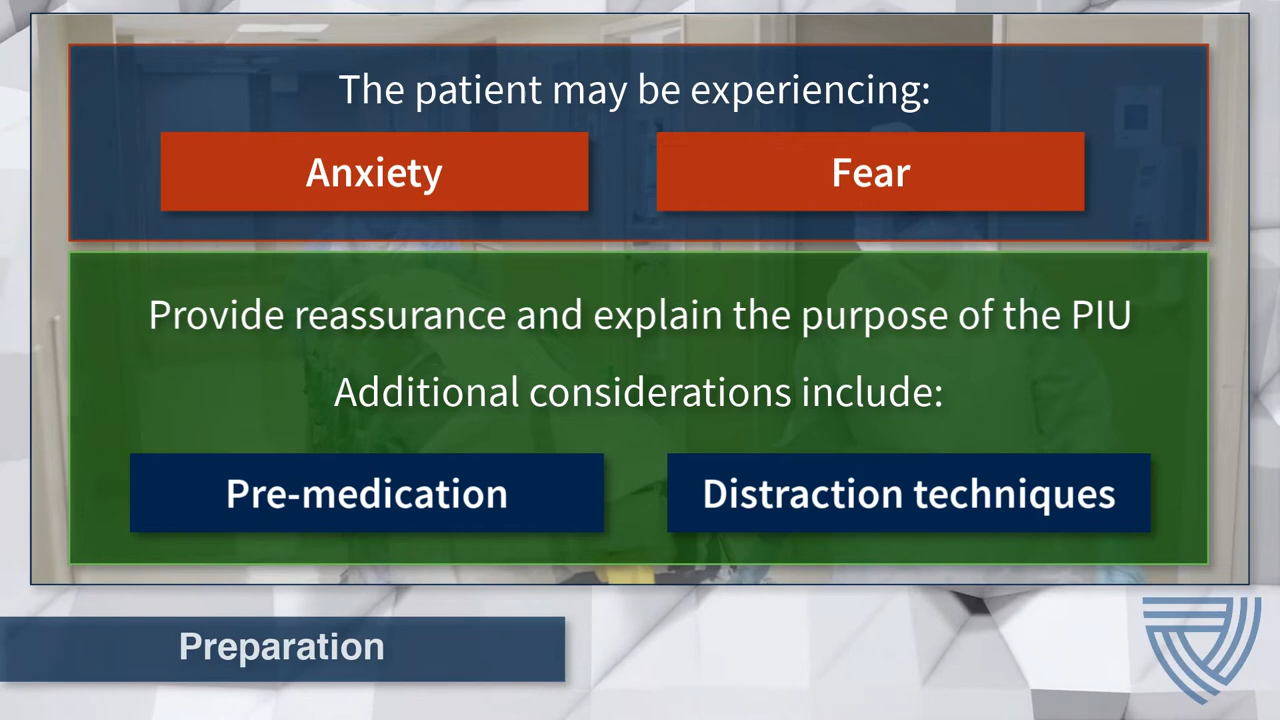 The patient may be experiencing:
Anxiety
Fear
Provide reassurance and explain the purpose of the PIU
Additional considerations include:
Pre-medication
Distraction techniques
Preparation